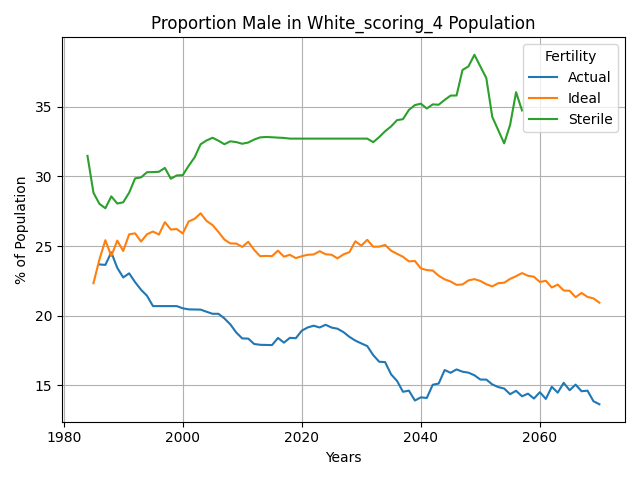 Proportion Male in White_scoring_4 Population
Fertility
Actual
Ideal
Sterile
% of Population
35
30
25
20
15
1980
2000
2020
2040
2060
Years